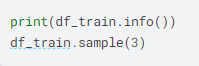 print(df_train.info())
df_train.sample(3)